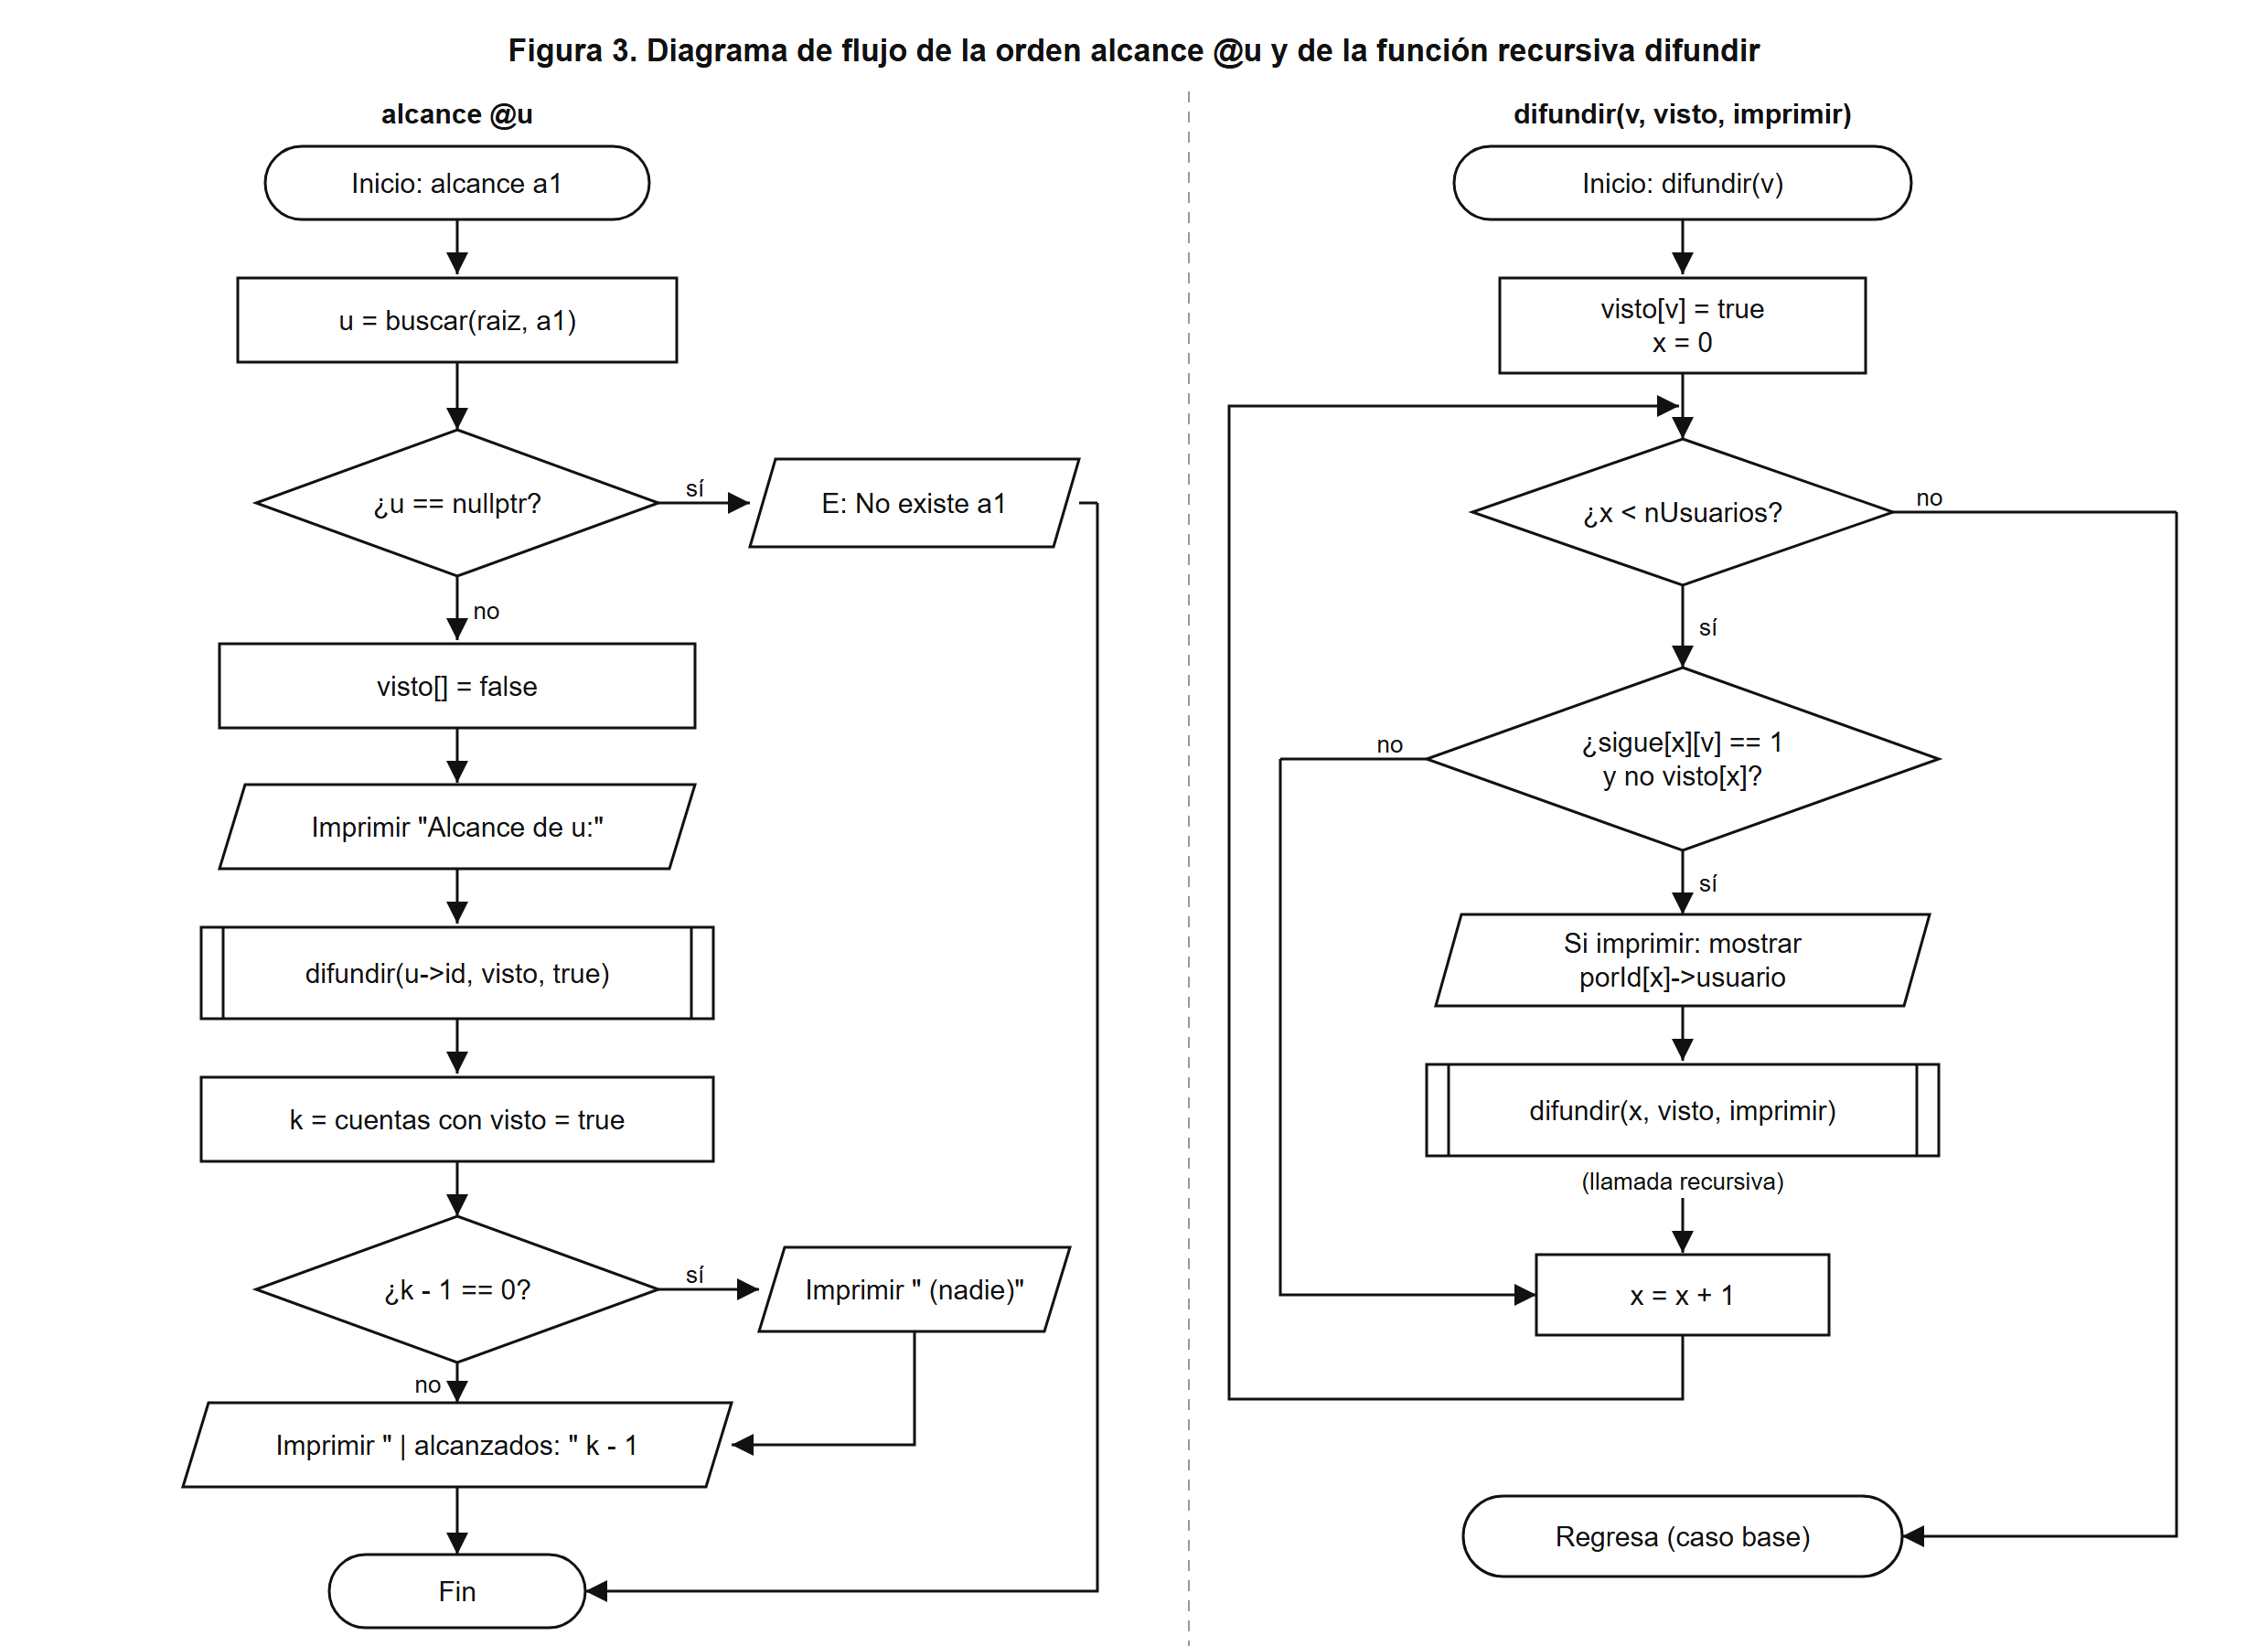 Figura 3. Diagrama de flujo de la orden alcance @u y de la función recursiva difundir
alcance @u
Inicio: alcance a1
u = buscar(raiz, a1)
¿u == nullptr?
sí
E: No existe a1
no
visto[] = false
Imprimir "Alcance de u:"
difundir(u->id, visto, true)
k = cuentas con visto = true
¿k - 1 == 0?
sí
Imprimir " (nadie)"
no
Imprimir " | alcanzados: " k - 1
Fin
difundir(v, visto, imprimir)
Inicio: difundir(v)
visto[v] = true
x = 0
¿x < nUsuarios?
no
sí
¿sigue[x][v] == 1
y no visto[x]?
no
sí
Si imprimir: mostrar
porId[x]->usuario
difundir(x, visto, imprimir)
(llamada recursiva)
x = x + 1
Regresa (caso base)